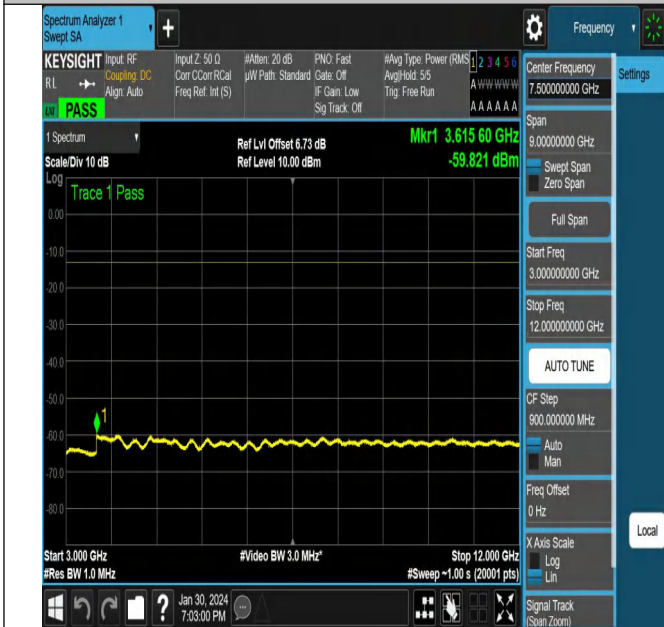 Spectrum Analyzer 1
Swept SA
Frequency
KEYSIGHT
RL
PASS
Input: RF
Coupling: DC
Align: Auto
Input Z: 50 Ω
Corr CCorr RCal
Freq Ref: Int (S)
#Atten: 20 dB
µW Path: Standard
PNO: Fast
Gate: Off
IF Gain: Low
Sig Track: Off
#Avg Type: Power (RMS
Avg|Hold: 5/5
Trig: Free Run
1 2 3 4 5 6
A W W W W W
A A A A A A
1 Spectrum
Scale/Div 10 dB
Log
Ref Lvl Offset 6.73 dB
Ref Level 10.00 dBm
Mkr1 3.615 60 GHz
-59.821 dBm
Trace 1 Pass
0.00
-10.0
-20.0
-30.0
-40.0
-50.0
-60.0
-70.0
-80.0
1
Start 3.000 GHz
#Res BW 1.0 MHz
#Video BW 3.0 MHz*
Stop 12.000 GHz
#Sweep ~1.00 s (20001 pts)
Jan 30, 2024
7:03:00 PM
Center Frequency
7.500000000 GHz
Settings
Span
9.00000000 GHz
Swept Span
Zero Span
Full Span
Start Freq
3.000000000 GHz
Stop Freq
12.000000000 GHz
AUTO TUNE
CF Step
900.000000 MHz
Auto
Man
Freq Offset
0 Hz
Local
X Axis Scale
Log
Lin
Signal Track
(Span Zoom)